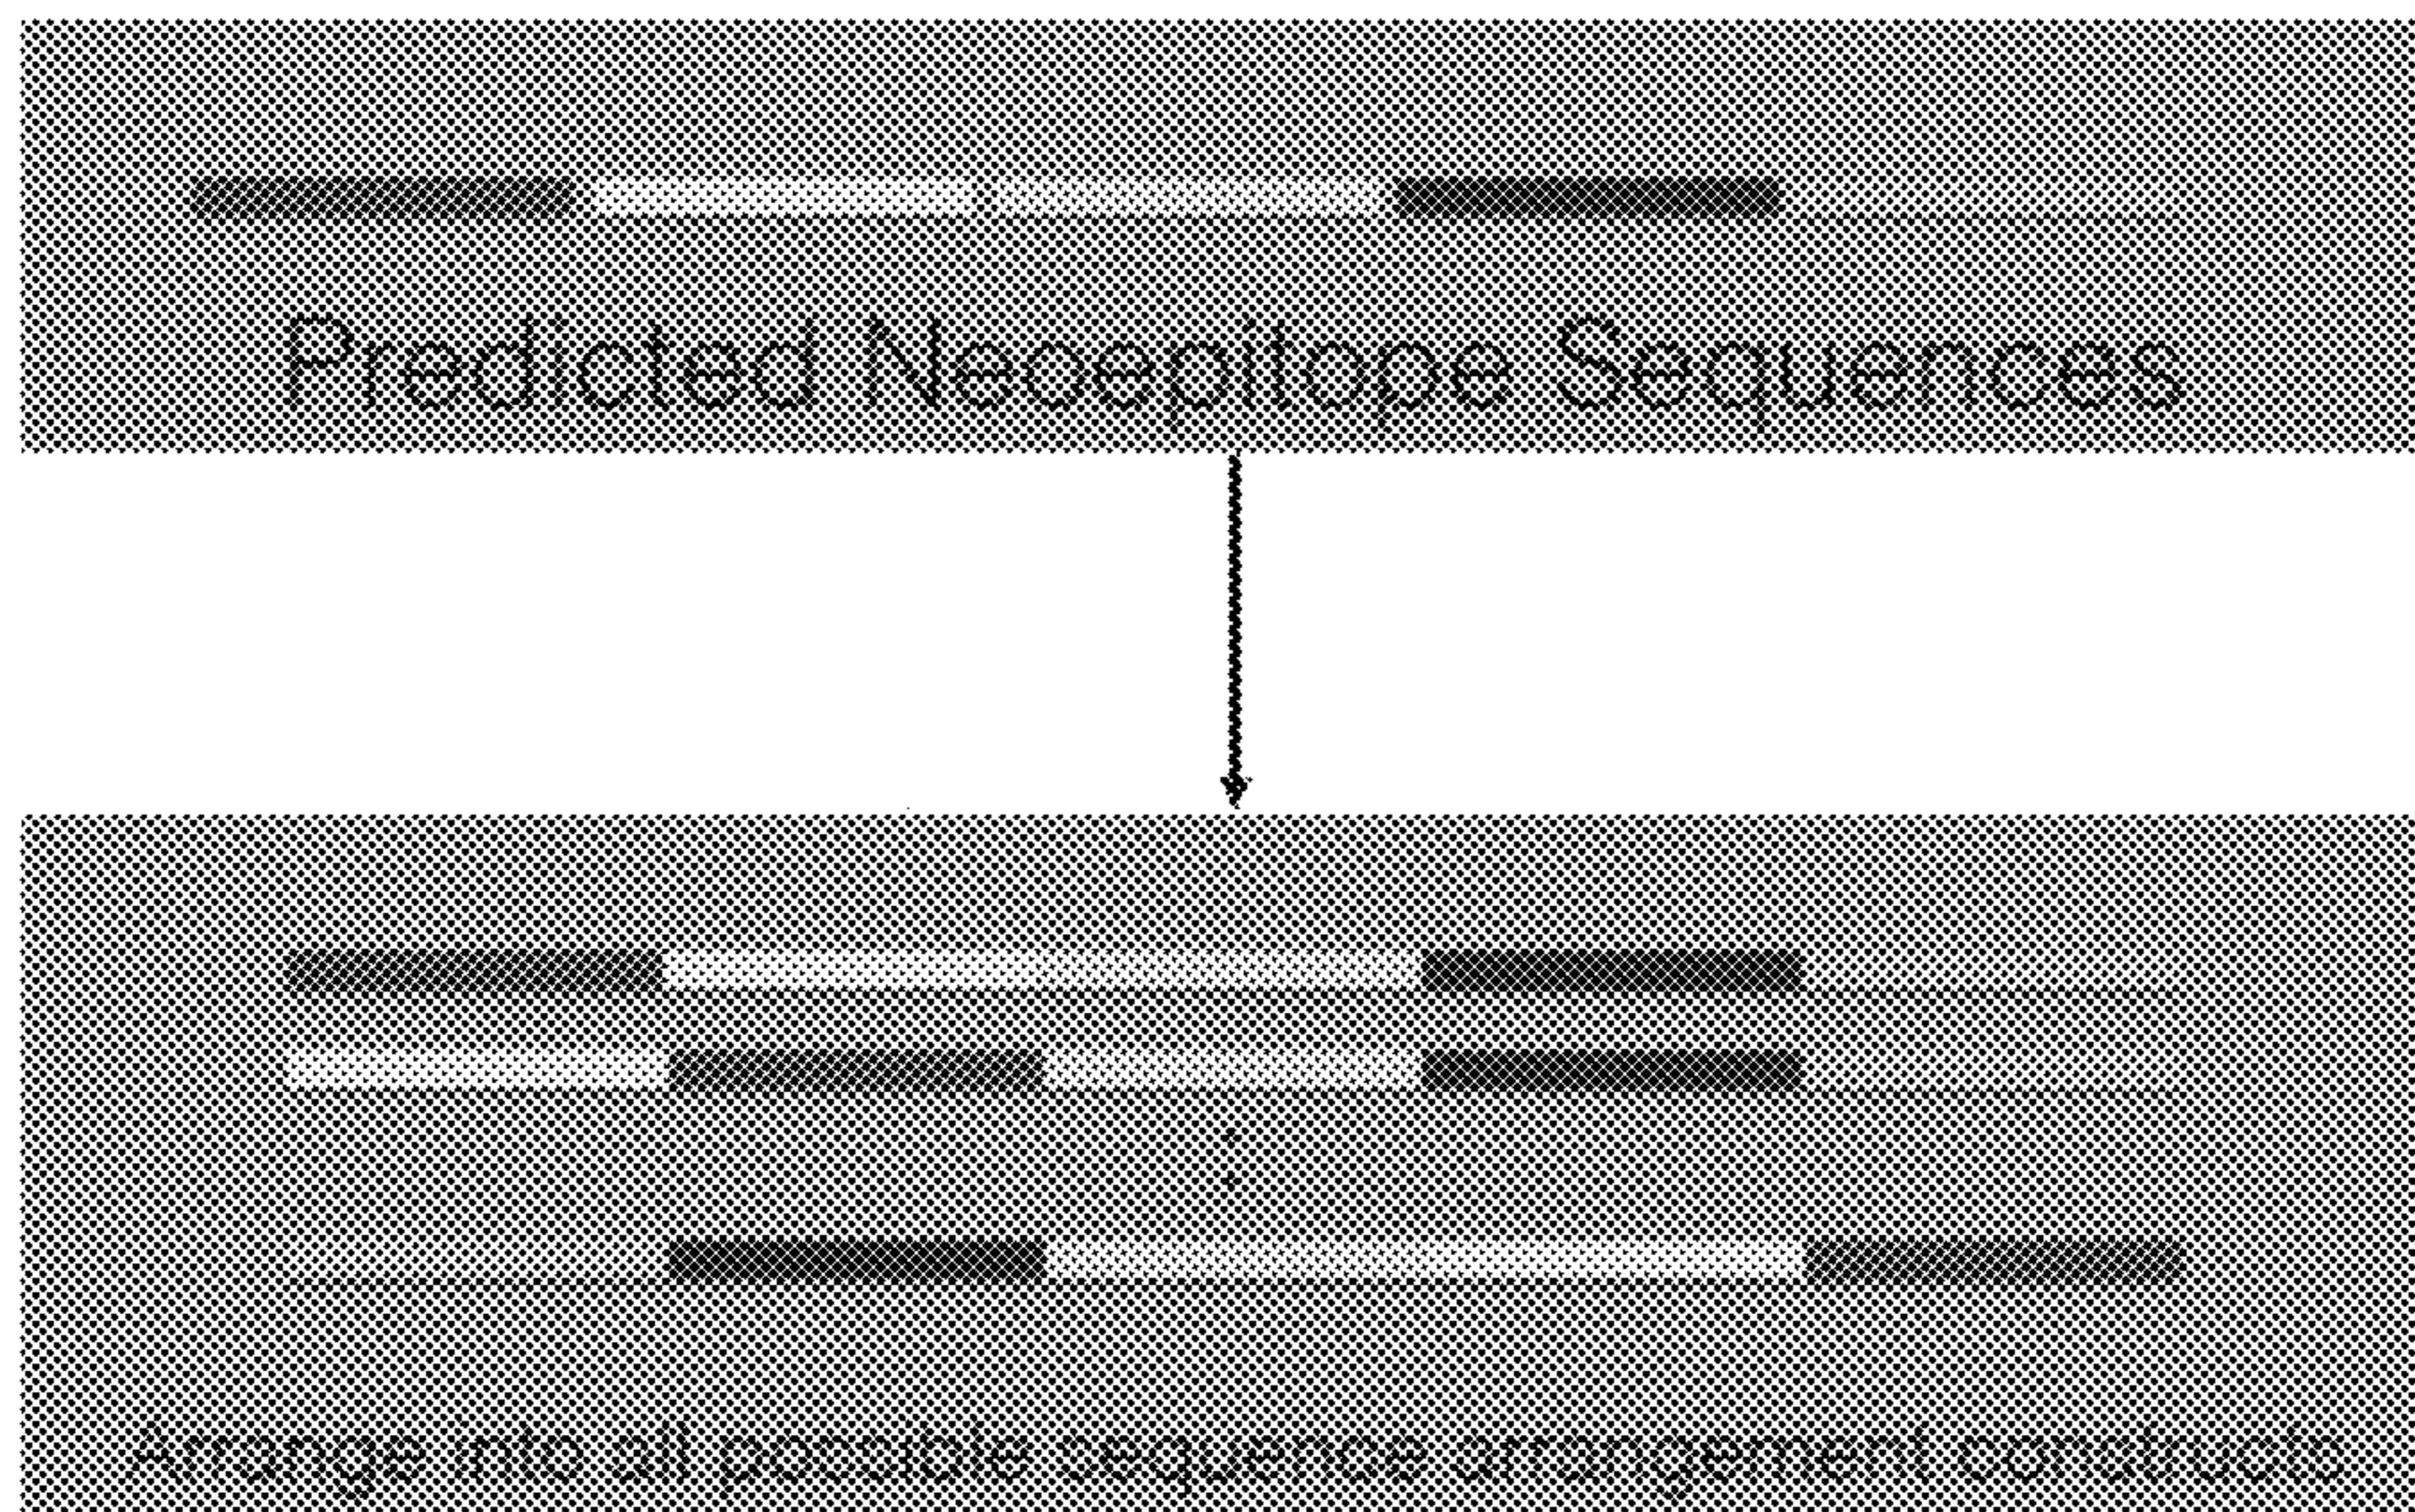 Predicted Neoepitope Sequences
Arrange into all possible sequence arrangement constructs